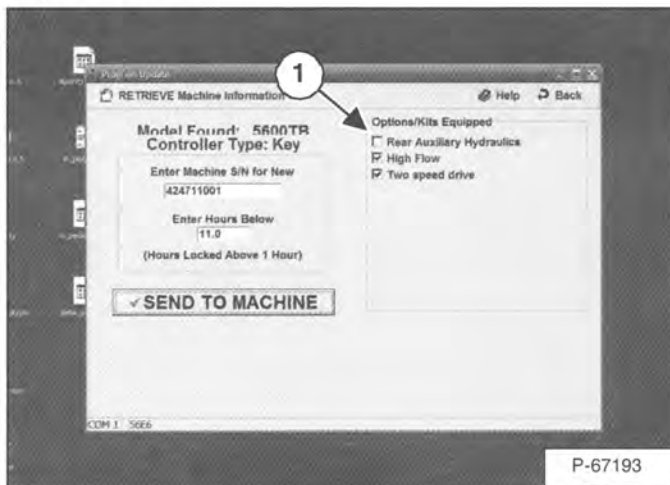 1
Program Update
RETRIEVE Machine Information
Help
Back
Model Found: 5600TB
Controller Type: Key
Enter Machine S/N for New
424711001
Enter Hours Below
11.0
(Hours Locked Above 1 Hour)
SEND TO MACHINE
Options/Kits Equipped
Rear Auxiliary Hydraulics
High Flow
Two speed drive
COM 1 56E6
P-67193